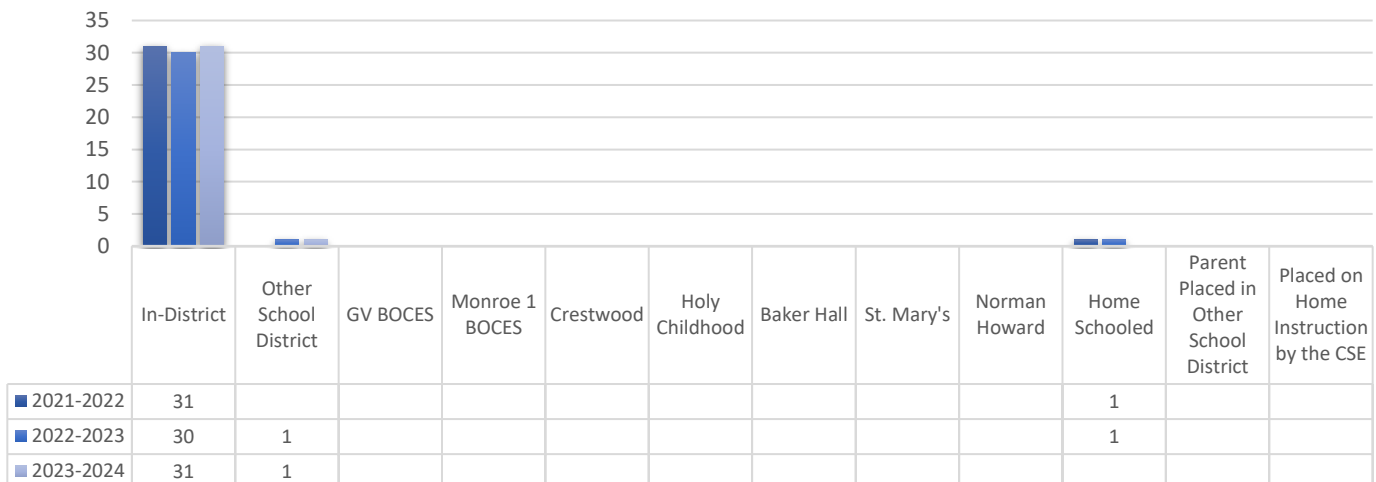 35
30
25
20
15
10
5
0
In-District
Other
School
District
GV BOCES
Monroe 1
BOCES
Crestwood
Holy
Childhood
Baker Hall
St. Mary's
Norman
Howard
Home
Schooled
Parent
Placed in
Other
School
District
Placed on
Home
Instruction
by the CSE
2021-2022 31 1
2022-2023 30 1 1
2023-2024 31 1